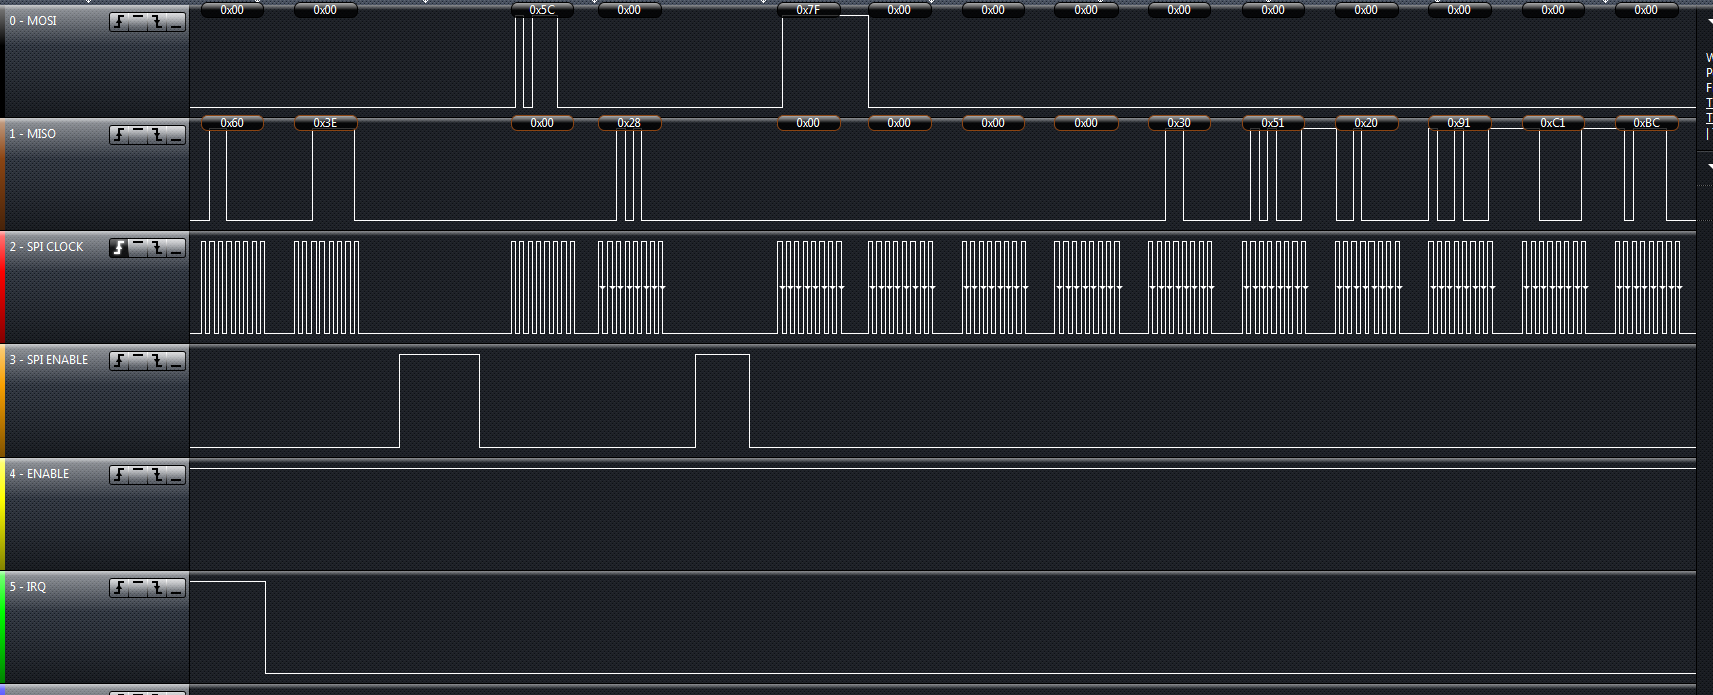 0 - MOSI
0x00 0x00 0x5C 0x00 0x7F 0x00 0x00 0x00 0x00 0x00 0x00 0x00 0x00 0x00
1 - MISO
0x60 0x3E 0x00 0x28 0x00 0x00 0x00 0x00 0x30 0x51 0x20 0x91 0xC1 0xBC
2 - SPI CLOCK
3 - SPI ENABLE
4 - ENABLE
5 - IRQ